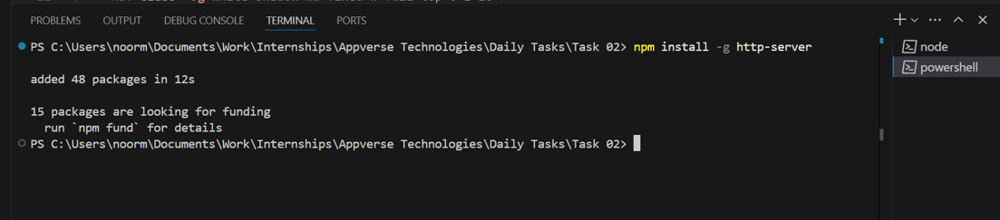 PROBLEMS OUTPUT DEBUG CONSOLE TERMINAL PORTS
PS C:\Users\noorm\Documents\Work\Internships\Appverse Technologies\Daily Tasks\Task 02> npm install -g http-server
added 48 packages in 12s
15 packages are looking for funding
run `npm fund` for details
PS C:\Users\noorm\Documents\Work\Internships\Appverse Technologies\Daily Tasks\Task 02>
node
powershell